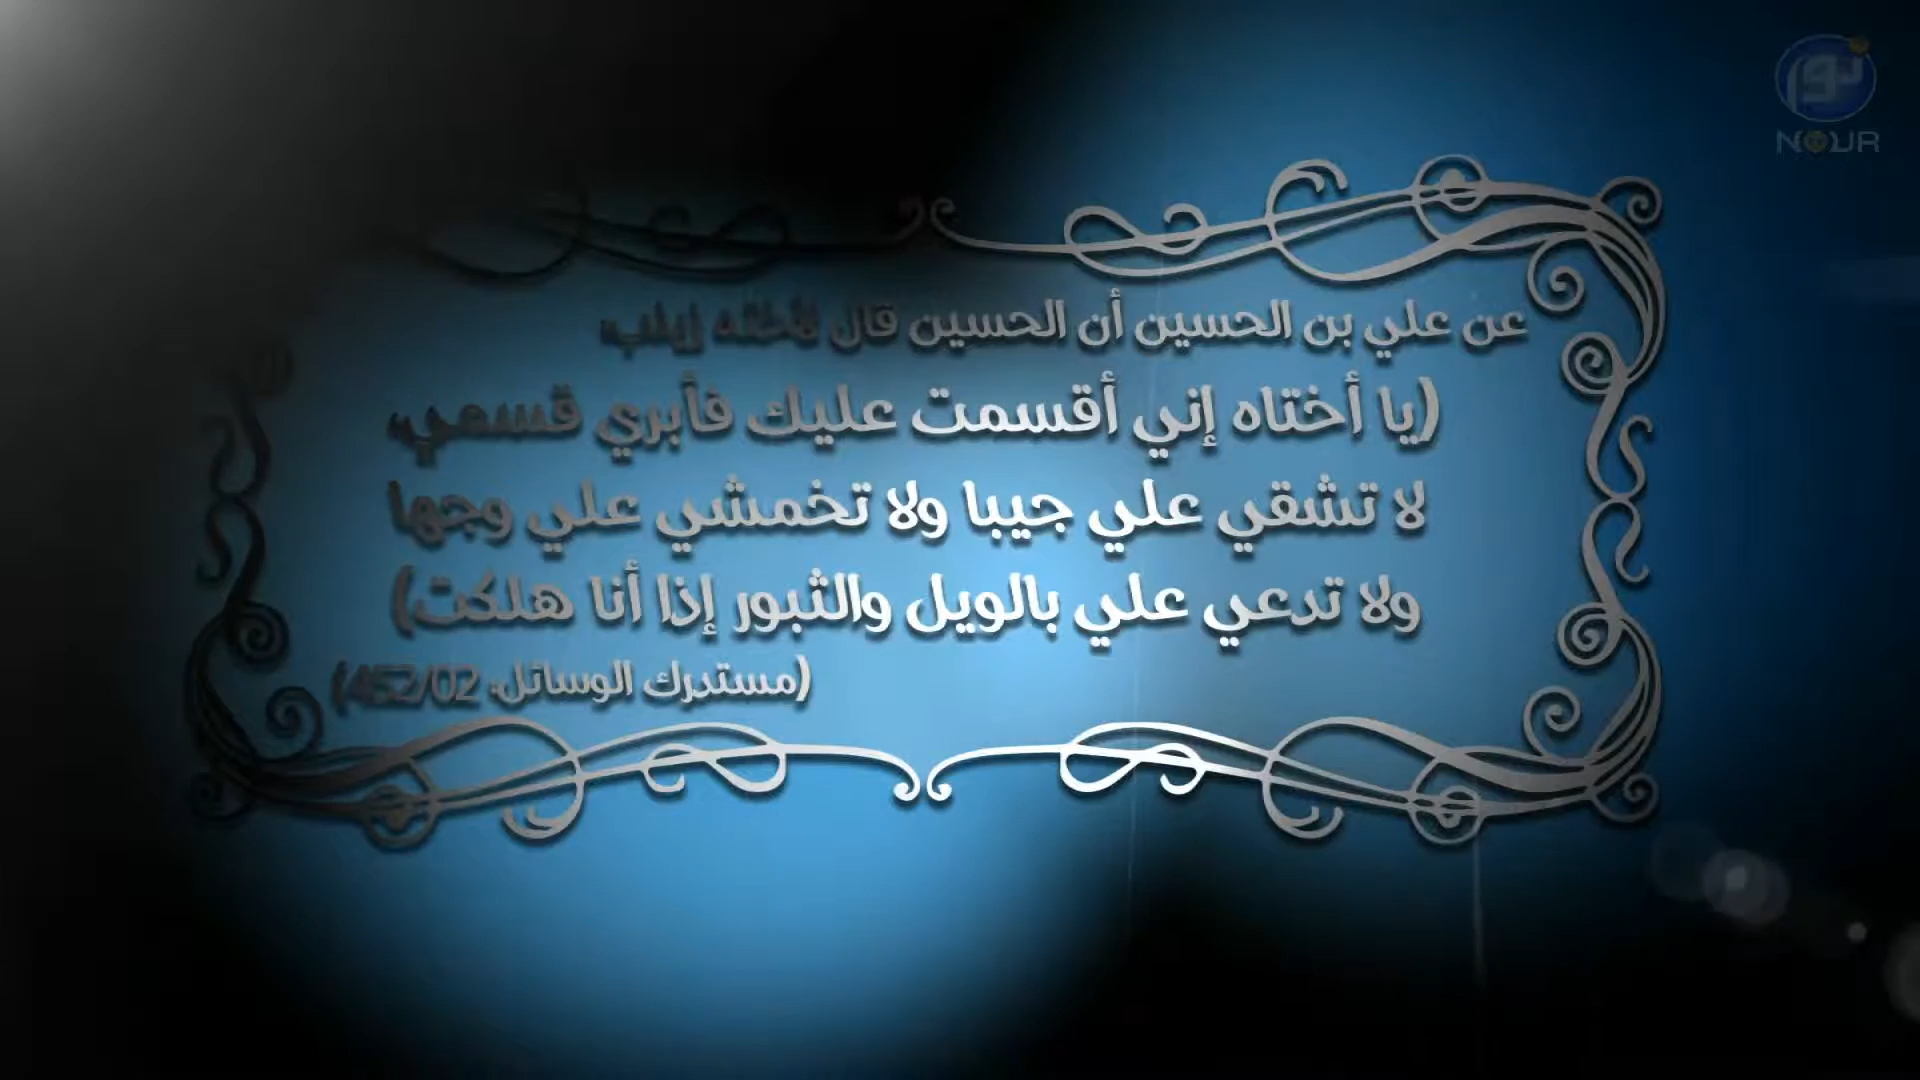 نور
NOUR
عن علي بن الحسين أن الحسين قال لأخته زينب:
(يا أختاه إني أقسمت عليك فأبري قسمي،
لا تشقي علي جيبا ولا تخمشي علي وجها
ولا تدعي علي بالويل والثبور إذا أنا هلكت)
(مستدرك الوسائل، 452/02)